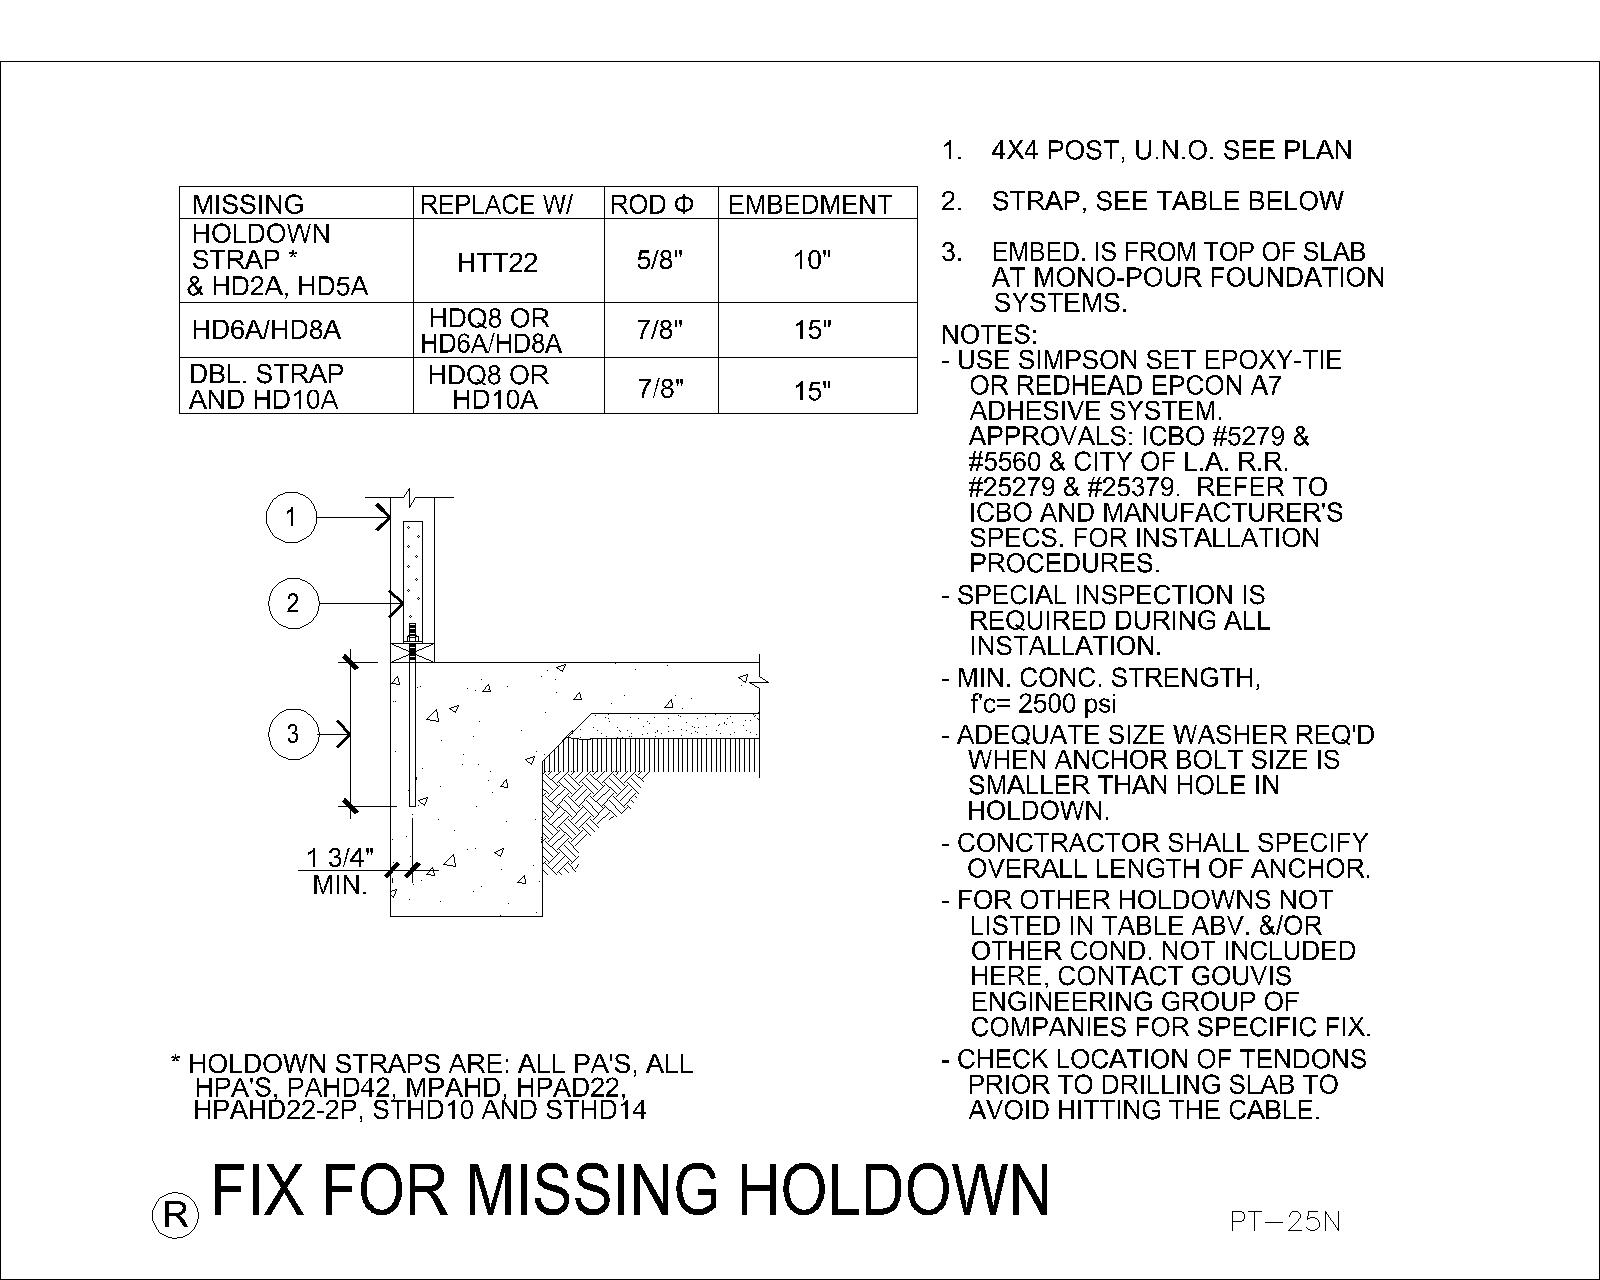 MISSING REPLACE W/ ROD Φ EMBEDMENT
HOLDOWN
STRAP *
& HD2A, HD5A
HTT22
5/8"
10"
HD6A/HD8A
HDQ8 OR
HD6A/HD8A
7/8"
15"
DBL. STRAP
AND HD10A
HDQ8 OR
HD10A
7/8"
15"
1
2
3
1 3/4"
MIN.
* HOLDOWN STRAPS ARE: ALL PA'S, ALL
HPA'S, PAHD42, MPAHD, HPAD22,
HPAHD22-2P, STHD10 AND STHD14
1. 4X4 POST, U.N.O. SEE PLAN
2. STRAP, SEE TABLE BELOW
3. EMBED. IS FROM TOP OF SLAB
AT MONO-POUR FOUNDATION
SYSTEMS.
NOTES:
- USE SIMPSON SET EPOXY-TIE
OR REDHEAD EPCON A7
ADHESIVE SYSTEM.
APPROVALS: ICBO #5279 &
#5560 & CITY OF L.A. R.R.
#25279 & #25379. REFER TO
ICBO AND MANUFACTURER'S
SPECS. FOR INSTALLATION
PROCEDURES.
- SPECIAL INSPECTION IS
REQUIRED DURING ALL
INSTALLATION.
- MIN. CONC. STRENGTH,
f'c= 2500 psi
- ADEQUATE SIZE WASHER REQ'D
WHEN ANCHOR BOLT SIZE IS
SMALLER THAN HOLE IN
HOLDOWN.
- CONCTRACTOR SHALL SPECIFY
OVERALL LENGTH OF ANCHOR.
- FOR OTHER HOLDOWNS NOT
LISTED IN TABLE ABV. &/OR
OTHER COND. NOT INCLUDED
HERE, CONTACT GOUVIS
ENGINEERING GROUP OF
COMPANIES FOR SPECIFIC FIX.
- CHECK LOCATION OF TENDONS
PRIOR TO DRILLING SLAB TO
AVOID HITTING THE CABLE.
R FIX FOR MISSING HOLDOWN
PT-25N